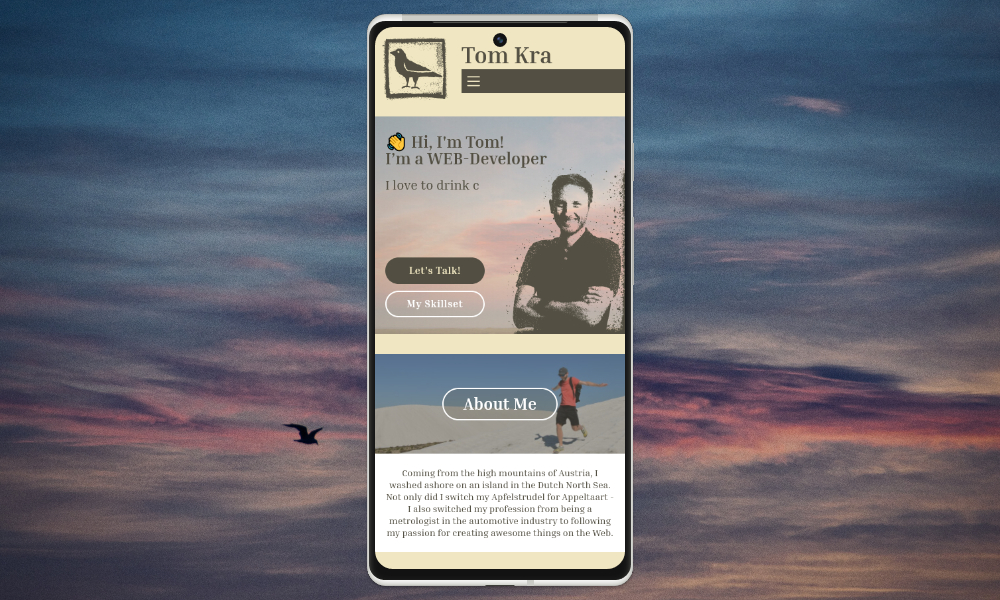 Tom Kra
👋 Hi, I'm Tom!
I'm a WEB-Developer
I love to drink c
Let's Talk!
My Skillset
About Me
Coming from the high mountains of Austria, I
washed ashore on an island in the Dutch North Sea.
Not only did I switch my Apfelstrudel for Appeltaart -
I also switched my profession from being a
metrologist in the automotive industry to following
my passion for creating awesome things on the Web.